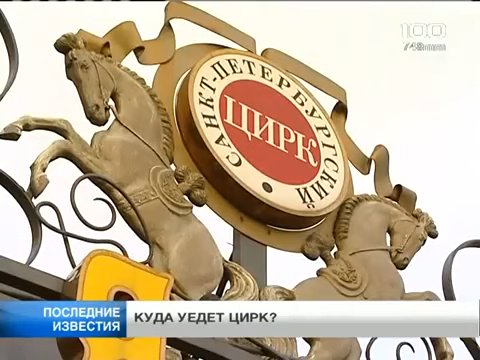 100
САНКТ-ПЕТЕРБУРГСКИЙ
ЦИРК
ПОСЛЕДНИЕ
ИЗВЕСТИЯ
КУДА УЕДЕТ ЦИРК?